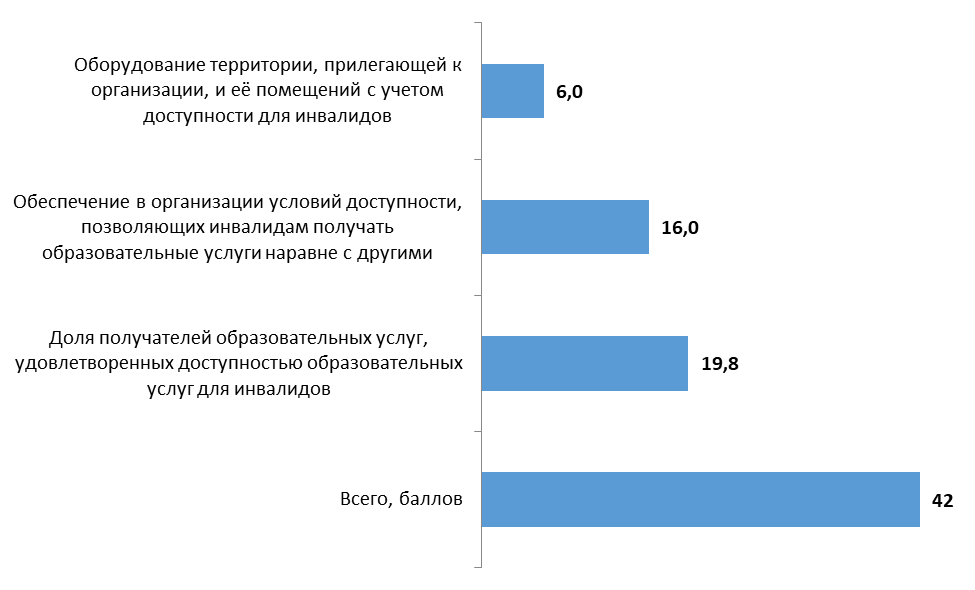 Оборудование территории, прилегающей к
организации, и её помещений с учетом
доступности для инвалидов
6,0
Обеспечение в организации условий доступности,
позволяющих инвалидам получать
образовательные услуги наравне с другими
16,0
Доля получателей образовательных услуг,
удовлетворенных доступностью образовательных
услуг для инвалидов
19,8
Всего, баллов
42